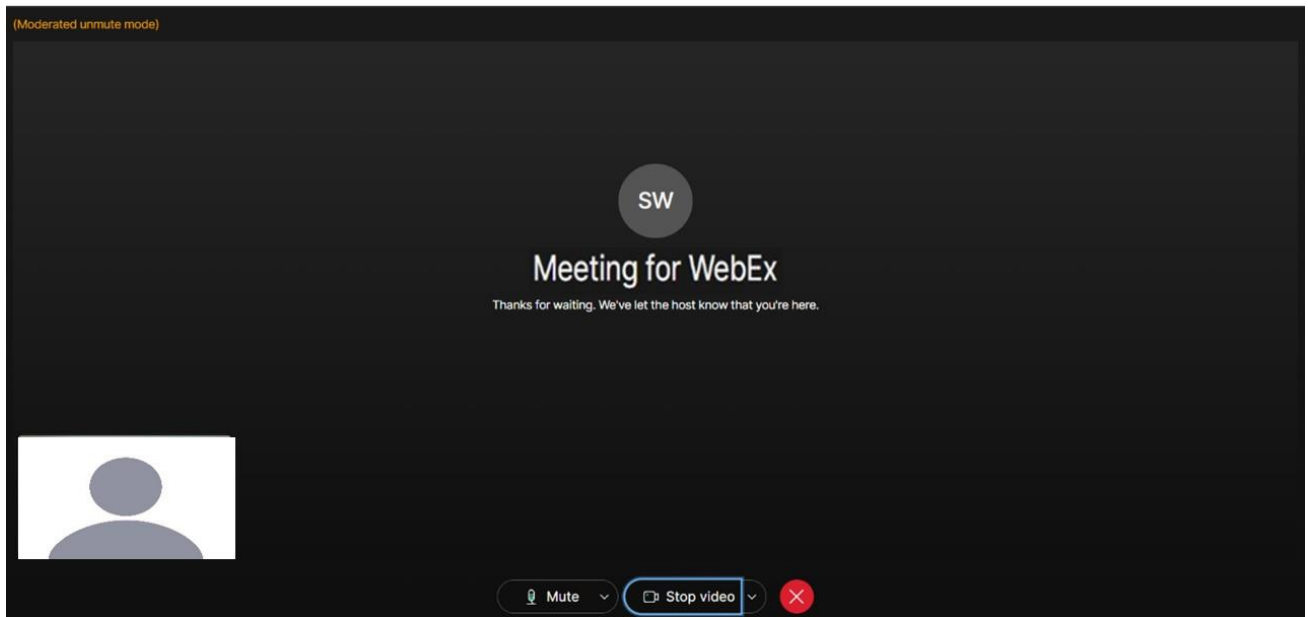 (Moderated unmute mode)
SW
Meeting for WebEx
Thanks for waiting. We've let the host know that you're here.
Mute
Stop video